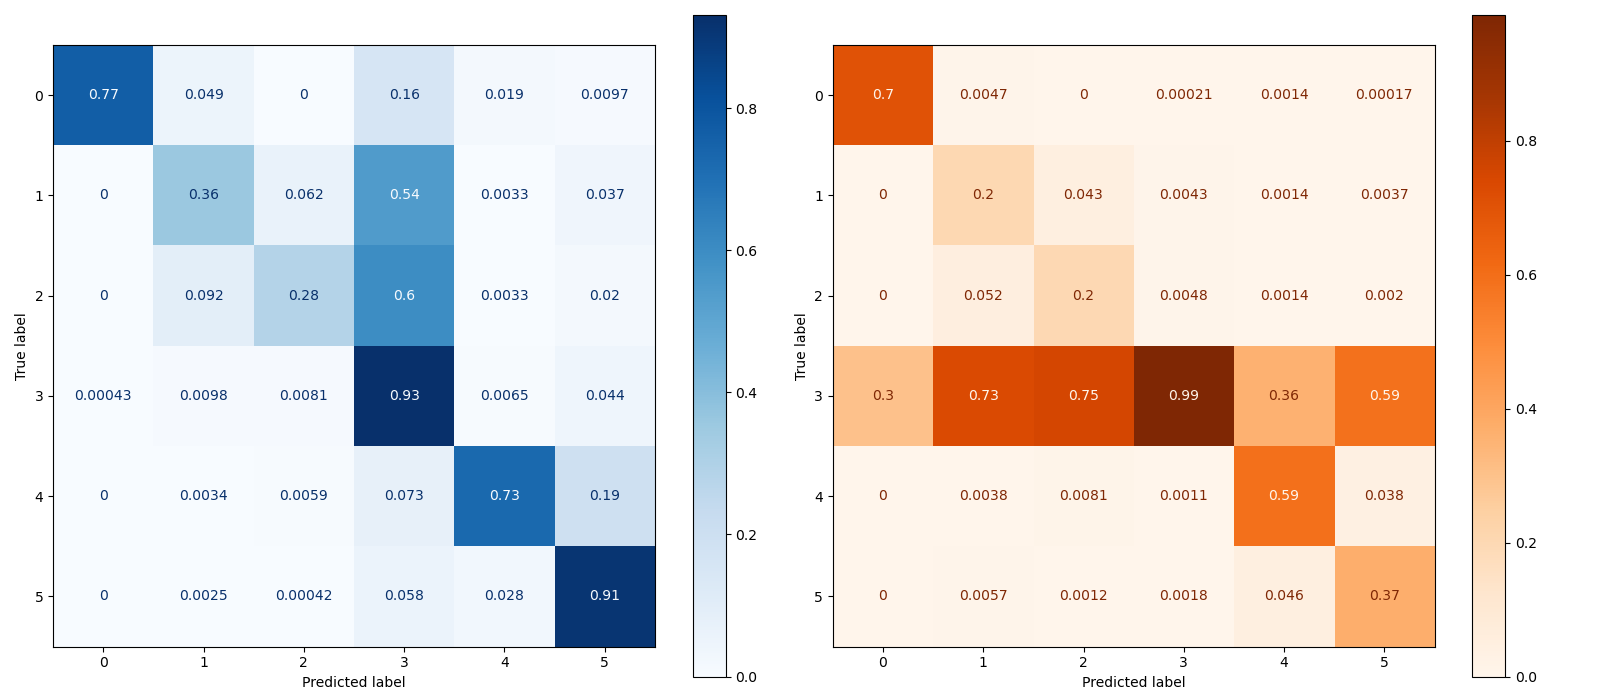 0 0.77 0.049 0 0.16 0.019 0.0097
1 0 0.36 0.062 0.54 0.0033 0.037
2 0 0.092 0.28 0.6 0.0033 0.02
3 0.00043 0.0098 0.0081 0.93 0.0065 0.044
4 0 0.0034 0.0059 0.073 0.73 0.19
5 0 0.0025 0.00042 0.058 0.028 0.91
0 1 2 3 4 5
True label
Predicted label
0.8
0.6
0.4
0.2
0.0
0 0.7 0.0047 0 0.00021 0.0014 0.00017
1 0 0.2 0.043 0.0043 0.0014 0.0037
2 0 0.052 0.2 0.0048 0.0014 0.002
3 0.3 0.73 0.75 0.99 0.36 0.59
4 0 0.0038 0.0081 0.0011 0.59 0.038
5 0 0.0057 0.0012 0.0018 0.046 0.37
0 1 2 3 4 5
True label
Predicted label
0.8
0.6
0.4
0.2
0.0